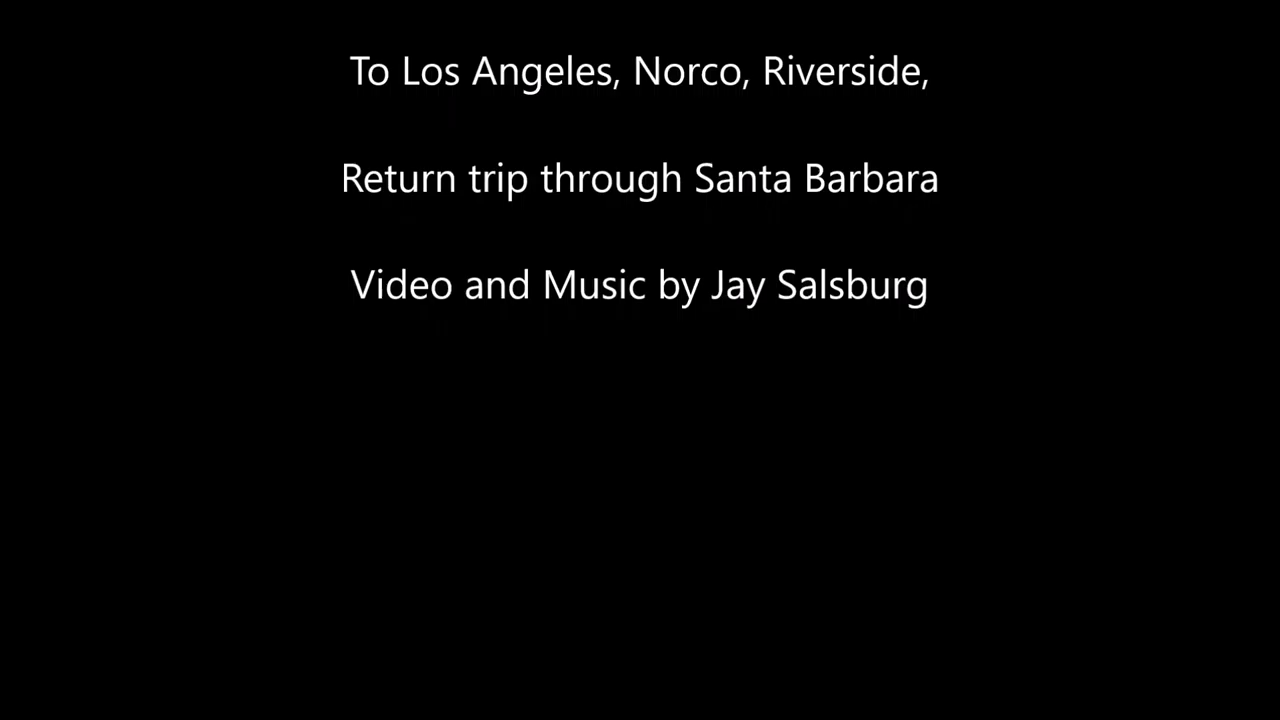 To Los Angeles, Norco, Riverside,
Return trip through Santa Barbara
Video and Music by Jay Salsburg